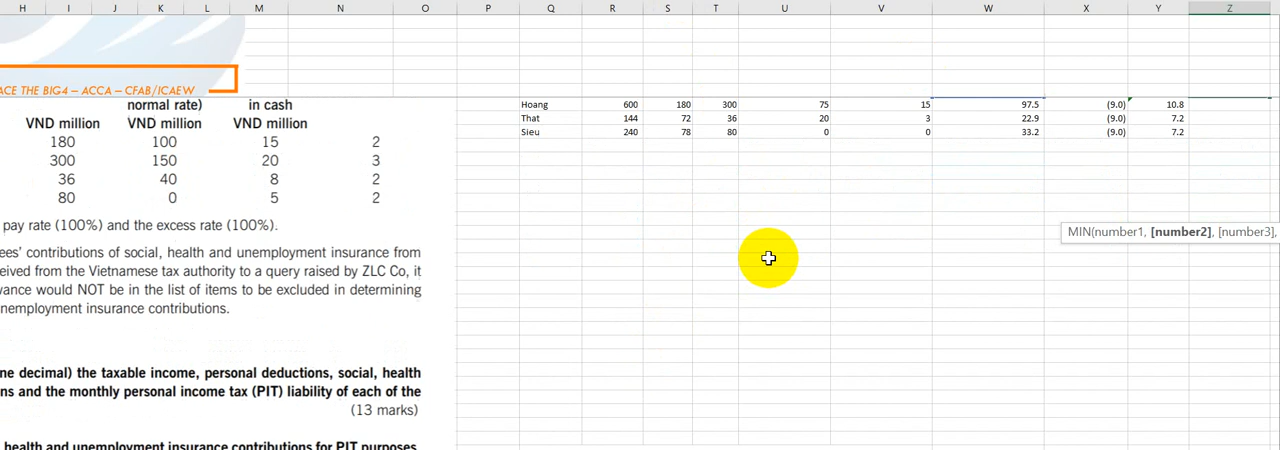 H I J K L M N O P Q R S T U V W X Y Z
ACE THE BIG4 – ACCA – CFAB/ICAEW
normal rate) in cash
VND million VND million VND million
180 100 15 2
300 150 20 3
36 40 8 2
80 0 5 2
pay rate (100%) and the excess rate (100%).
ees' contributions of social, health and unemployment insurance from
eived from the Vietnamese tax authority to a query raised by ZLC Co, it
vance would NOT be in the list of items to be excluded in determining
nemployment insurance contributions.
ne decimal) the taxable income, personal deductions, social, health
ns and the monthly personal income tax (PIT) liability of each of the
(13 marks)
health and unemployment insurance contributions for PIT purposes
Hoang 600 180 300 75 15 97.5 (9.0) 10.8
That 144 72 36 20 3 22.9 (9.0) 7.2
Sieu 240 78 80 0 0 33.2 (9.0) 7.2
MIN(number1, [number2], [number3],